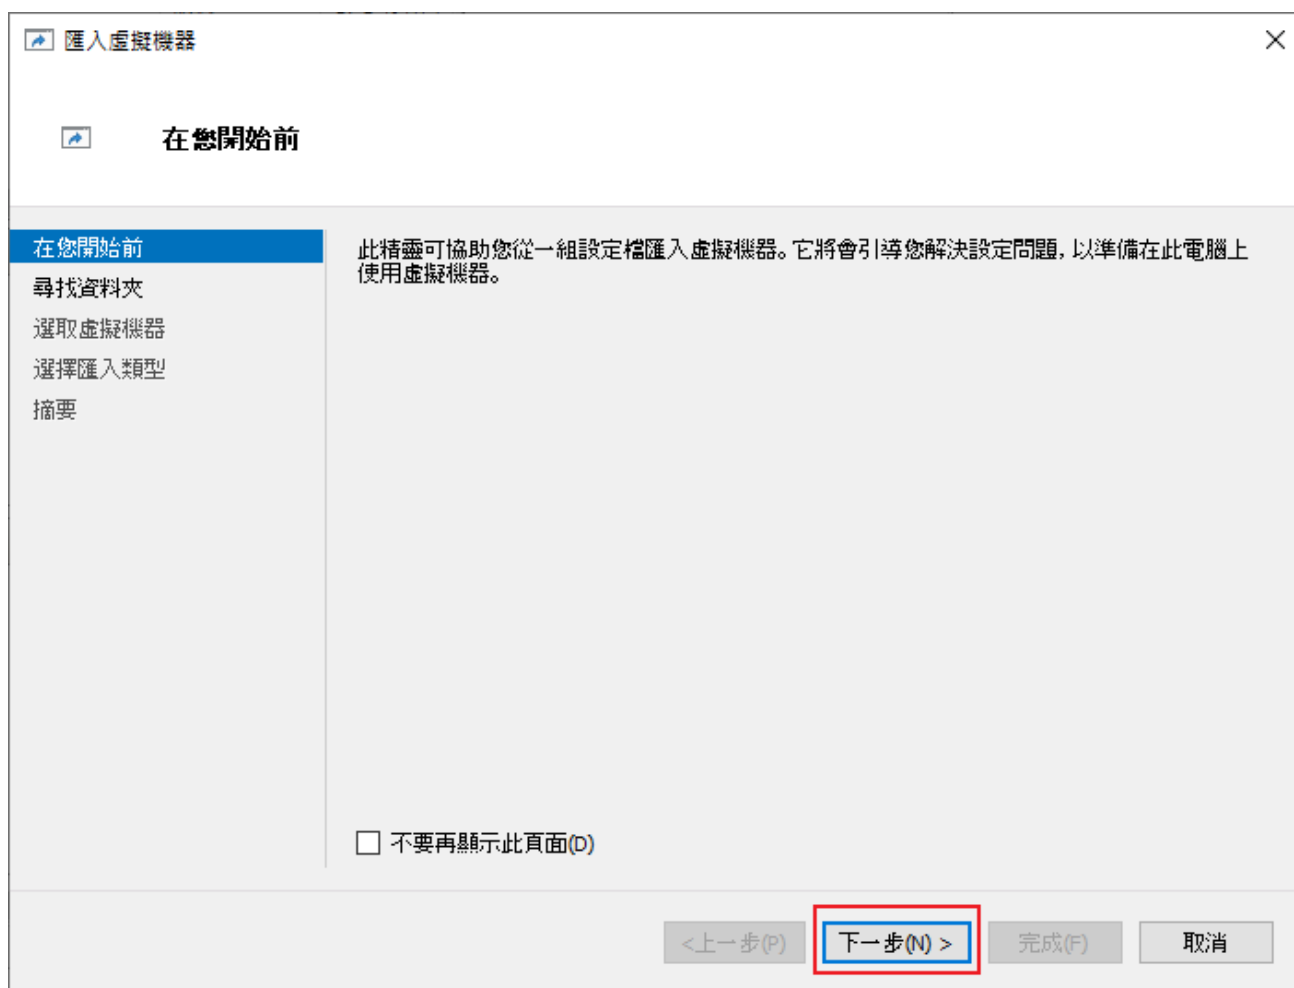 匯入虛擬機器
在您開始前
在您開始前
尋找資料夾
選取虛擬機器
選擇匯入類型
摘要
此精靈可協助您從一組設定檔匯入虛擬機器。它將會引導您解決設定問題，以準備在此電腦上
使用虛擬機器。
不要再顯示此頁面(D)
<上一步(P)
下一步(N) >
完成(F)
取消